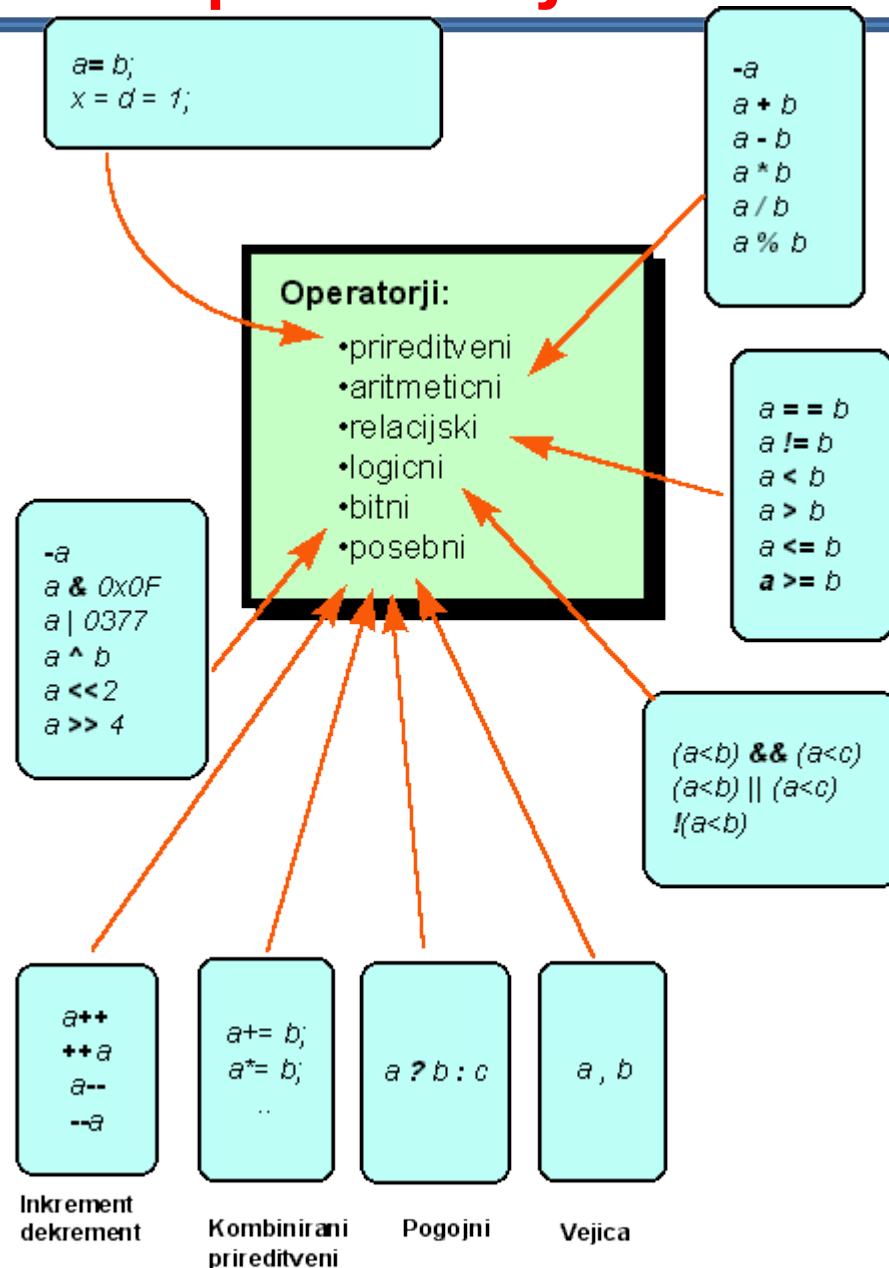 a= b;
x = d = 1;
-a
a + b
a - b
a * b
a / b
a % b
Operatorji:
•prireditveni
•aritmeticni
•relacijski
•logicni
•bitni
•posebni
a = = b
a != b
a < b
a > b
a <= b
a >= b
-a
a & 0x0F
a | 0377
a ^ b
a <<2
a >> 4
(a<b) && (a<c)
(a<b) || (a<c)
!(a<b)
a++
++a
a--
--a
a+= b;
a*= b;
..
a ? b : c
a , b
Inkrement
dekrement
Kombinirani
prireditveni
Pogojni
Vejica